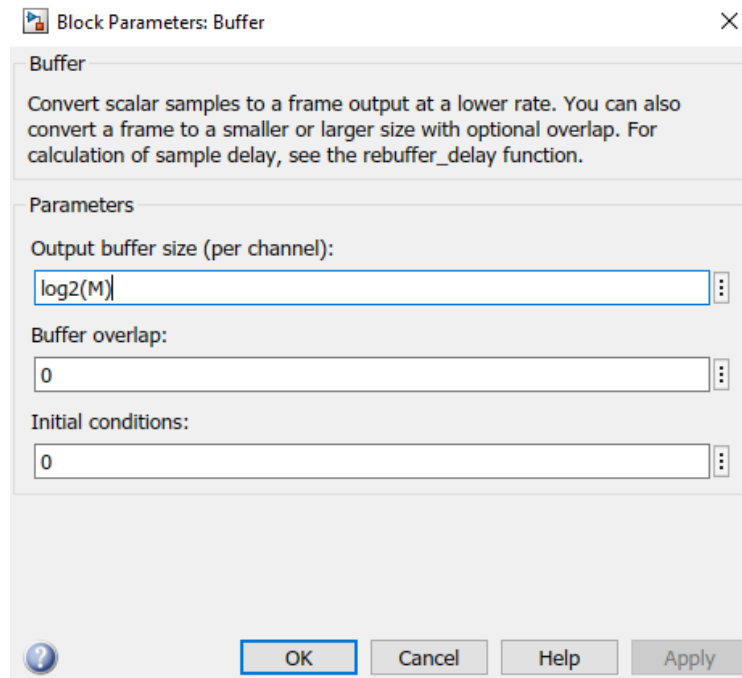 Block Parameters: Buffer
Buffer
Convert scalar samples to a frame output at a lower rate. You can also
convert a frame to a smaller or larger size with optional overlap. For
calculation of sample delay, see the rebuffer_delay function.
Parameters
Output buffer size (per channel):
log2(M)
Buffer overlap:
0
Initial conditions:
0
? OK Cancel Help Apply